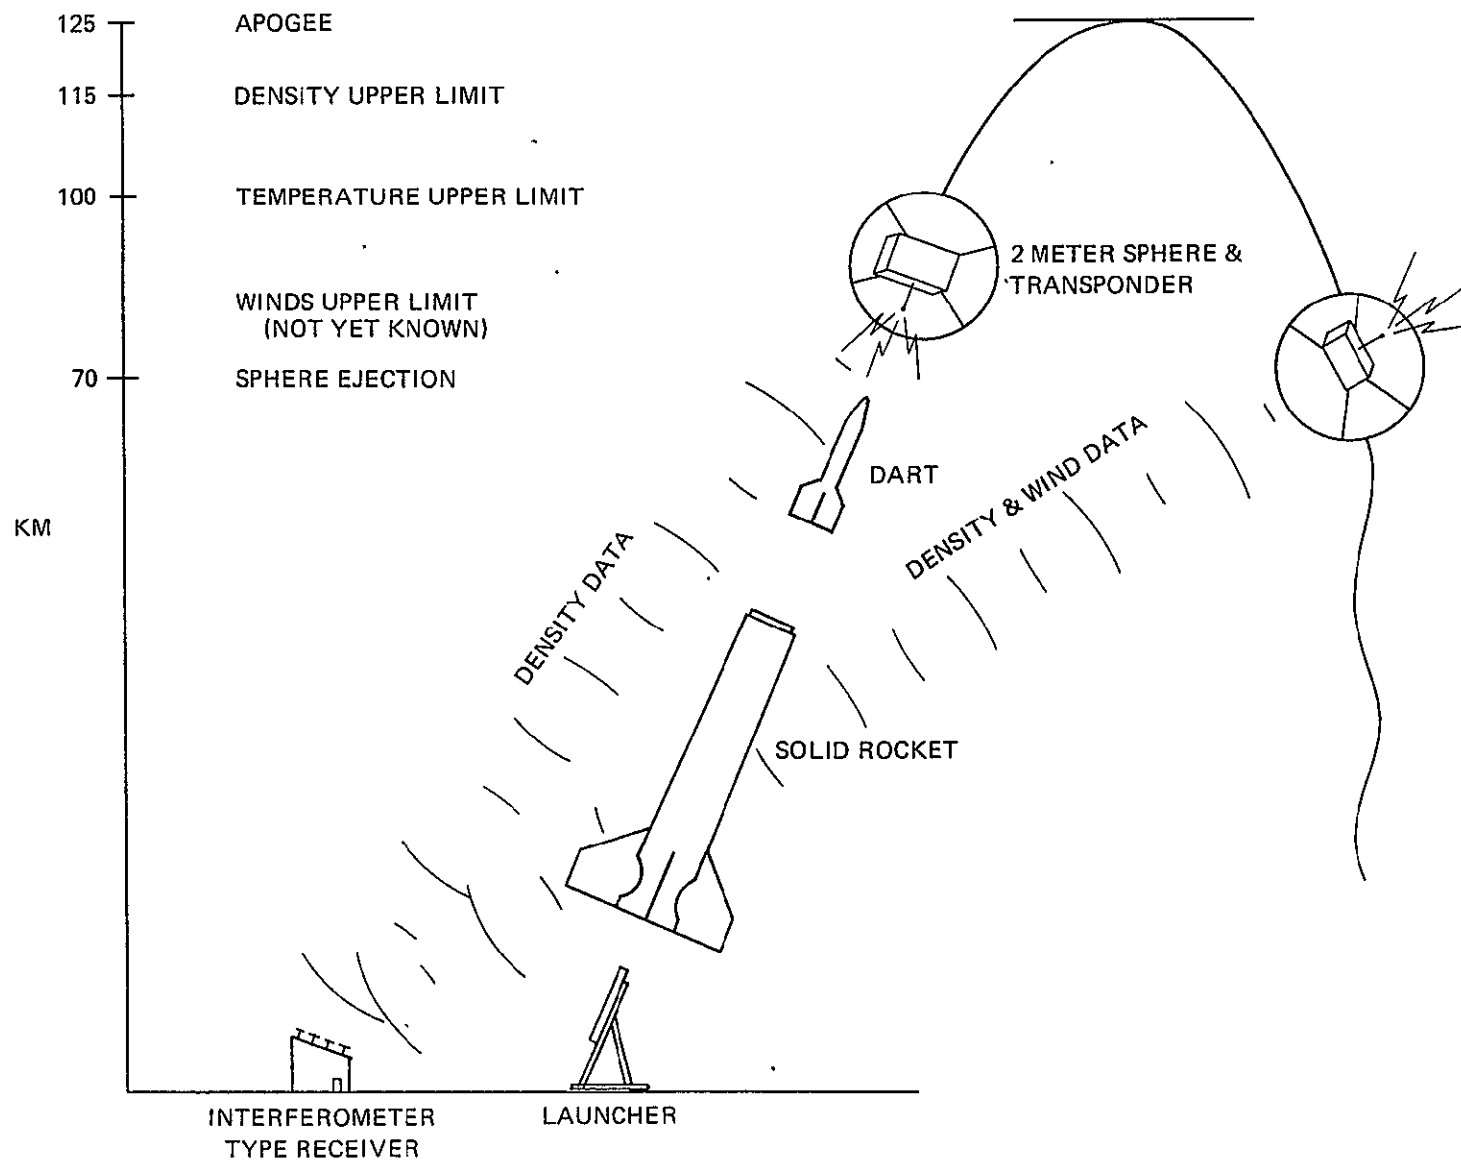 125 APOGEE
115 DENSITY UPPER LIMIT
100 TEMPERATURE UPPER LIMIT
2 METER SPHERE &
TRANSPONDER
WINDS UPPER LIMIT
(NOT YET KNOWN)
70 SPHERE EJECTION
DENSITY & WIND DATA
DART
KM
DENSITY DATA
SOLID ROCKET
INTERFEROMETER
TYPE RECEIVER
LAUNCHER